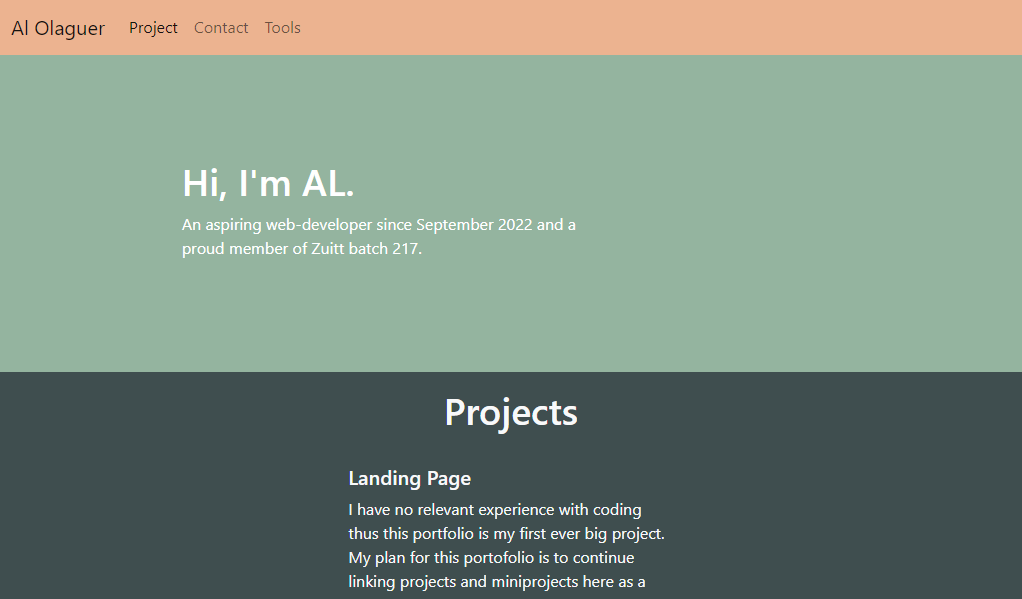 Al Olaguer Project Contact Tools
Hi, I'm AL.
An aspiring web-developer since September 2022 and a
proud member of Zuitt batch 217.
Projects
Landing Page
I have no relevant experience with coding
thus this portfolio is my first ever big project.
My plan for this portofolio is to continue
linking projects and miniprojects here as a